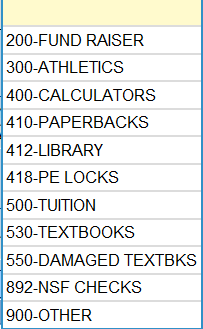 200-FUND RAISER
300-ATHLETICS
400-CALCULATORS
410-PAPERBACKS
412-LIBRARY
418-PE LOCKS
500-TUITION
530-TEXTBOOKS
550-DAMAGED TEXTBKS
892-NSF CHECKS
900-OTHER